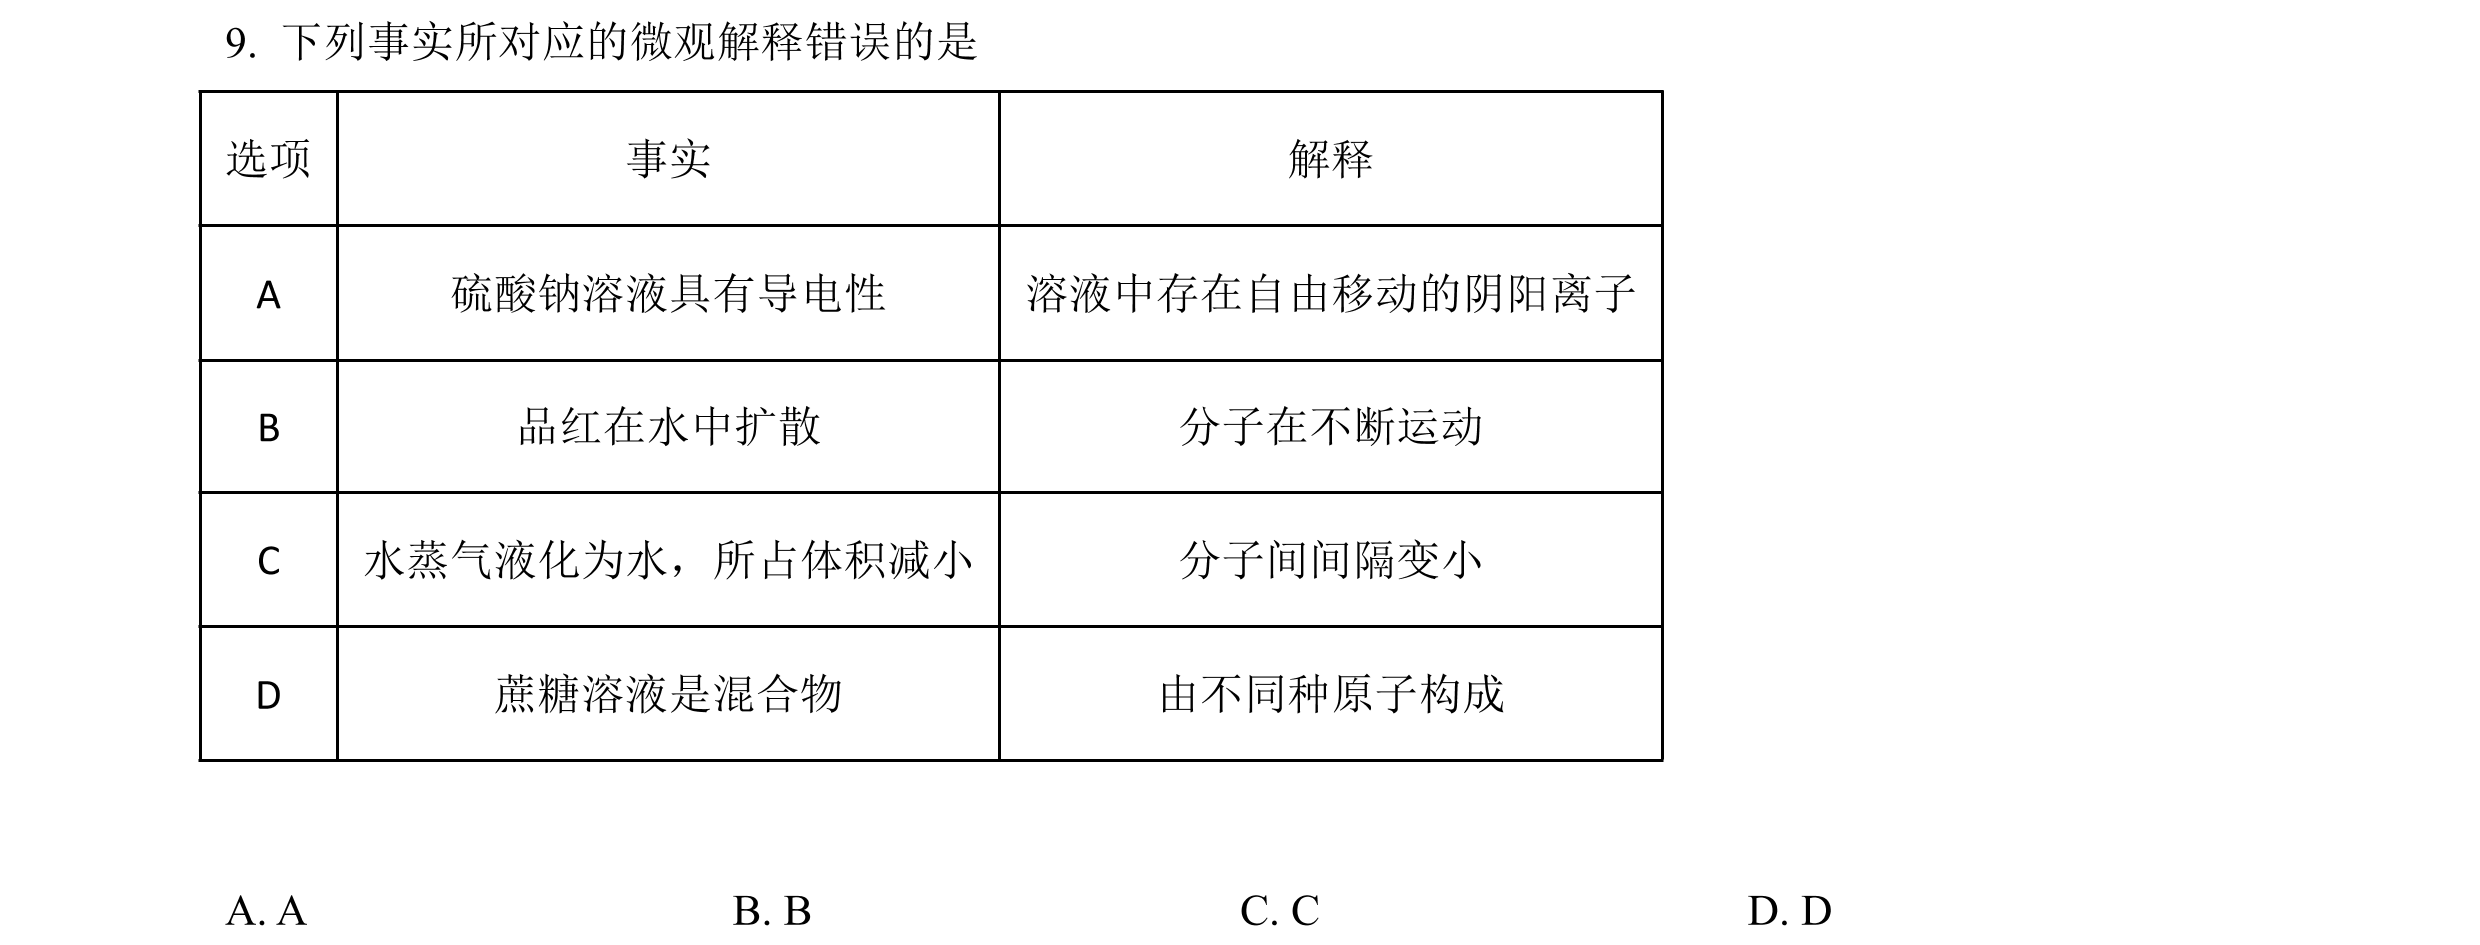 9. 下列事实所对应的微观解释错误的是
选项 事实 解释
A 硫酸钠溶液具有导电性 溶液中存在自由移动的阴阳离子
B 品红在水中扩散 分子在不断运动
C 水蒸气液化为水，所占体积减小 分子间间隔变小
D 蔗糖溶液是混合物 由不同种原子构成
A. A B. B C. C D. D